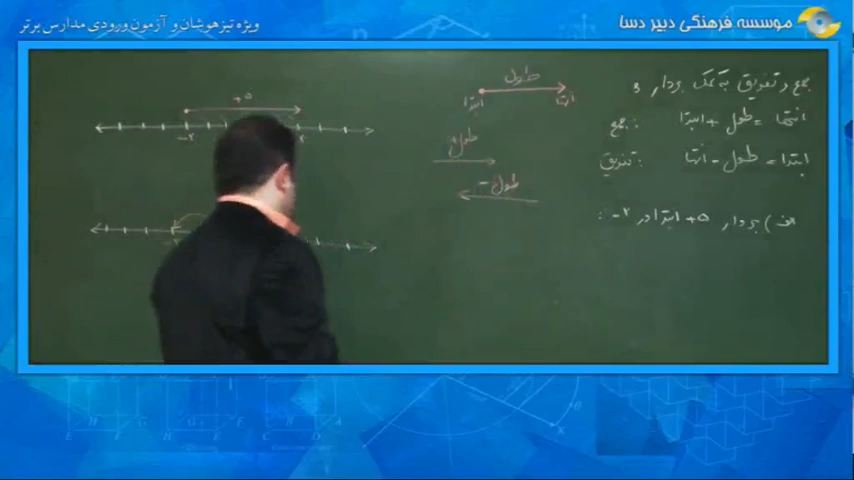 موسسه فرهنگی دبیر دسا
ویژه تیزهوشان و آزمون ورودی مدارس برتر
جمع و تفریق به کمک بردار
جمع: انتها = طول + ابتدا
تفریق: ابتدا = طول - انتها
الف) بردار +۵ ابتدا در -۲ :
طول
ابتدا
انتها
طول
- طول
+۵
-۲
۳